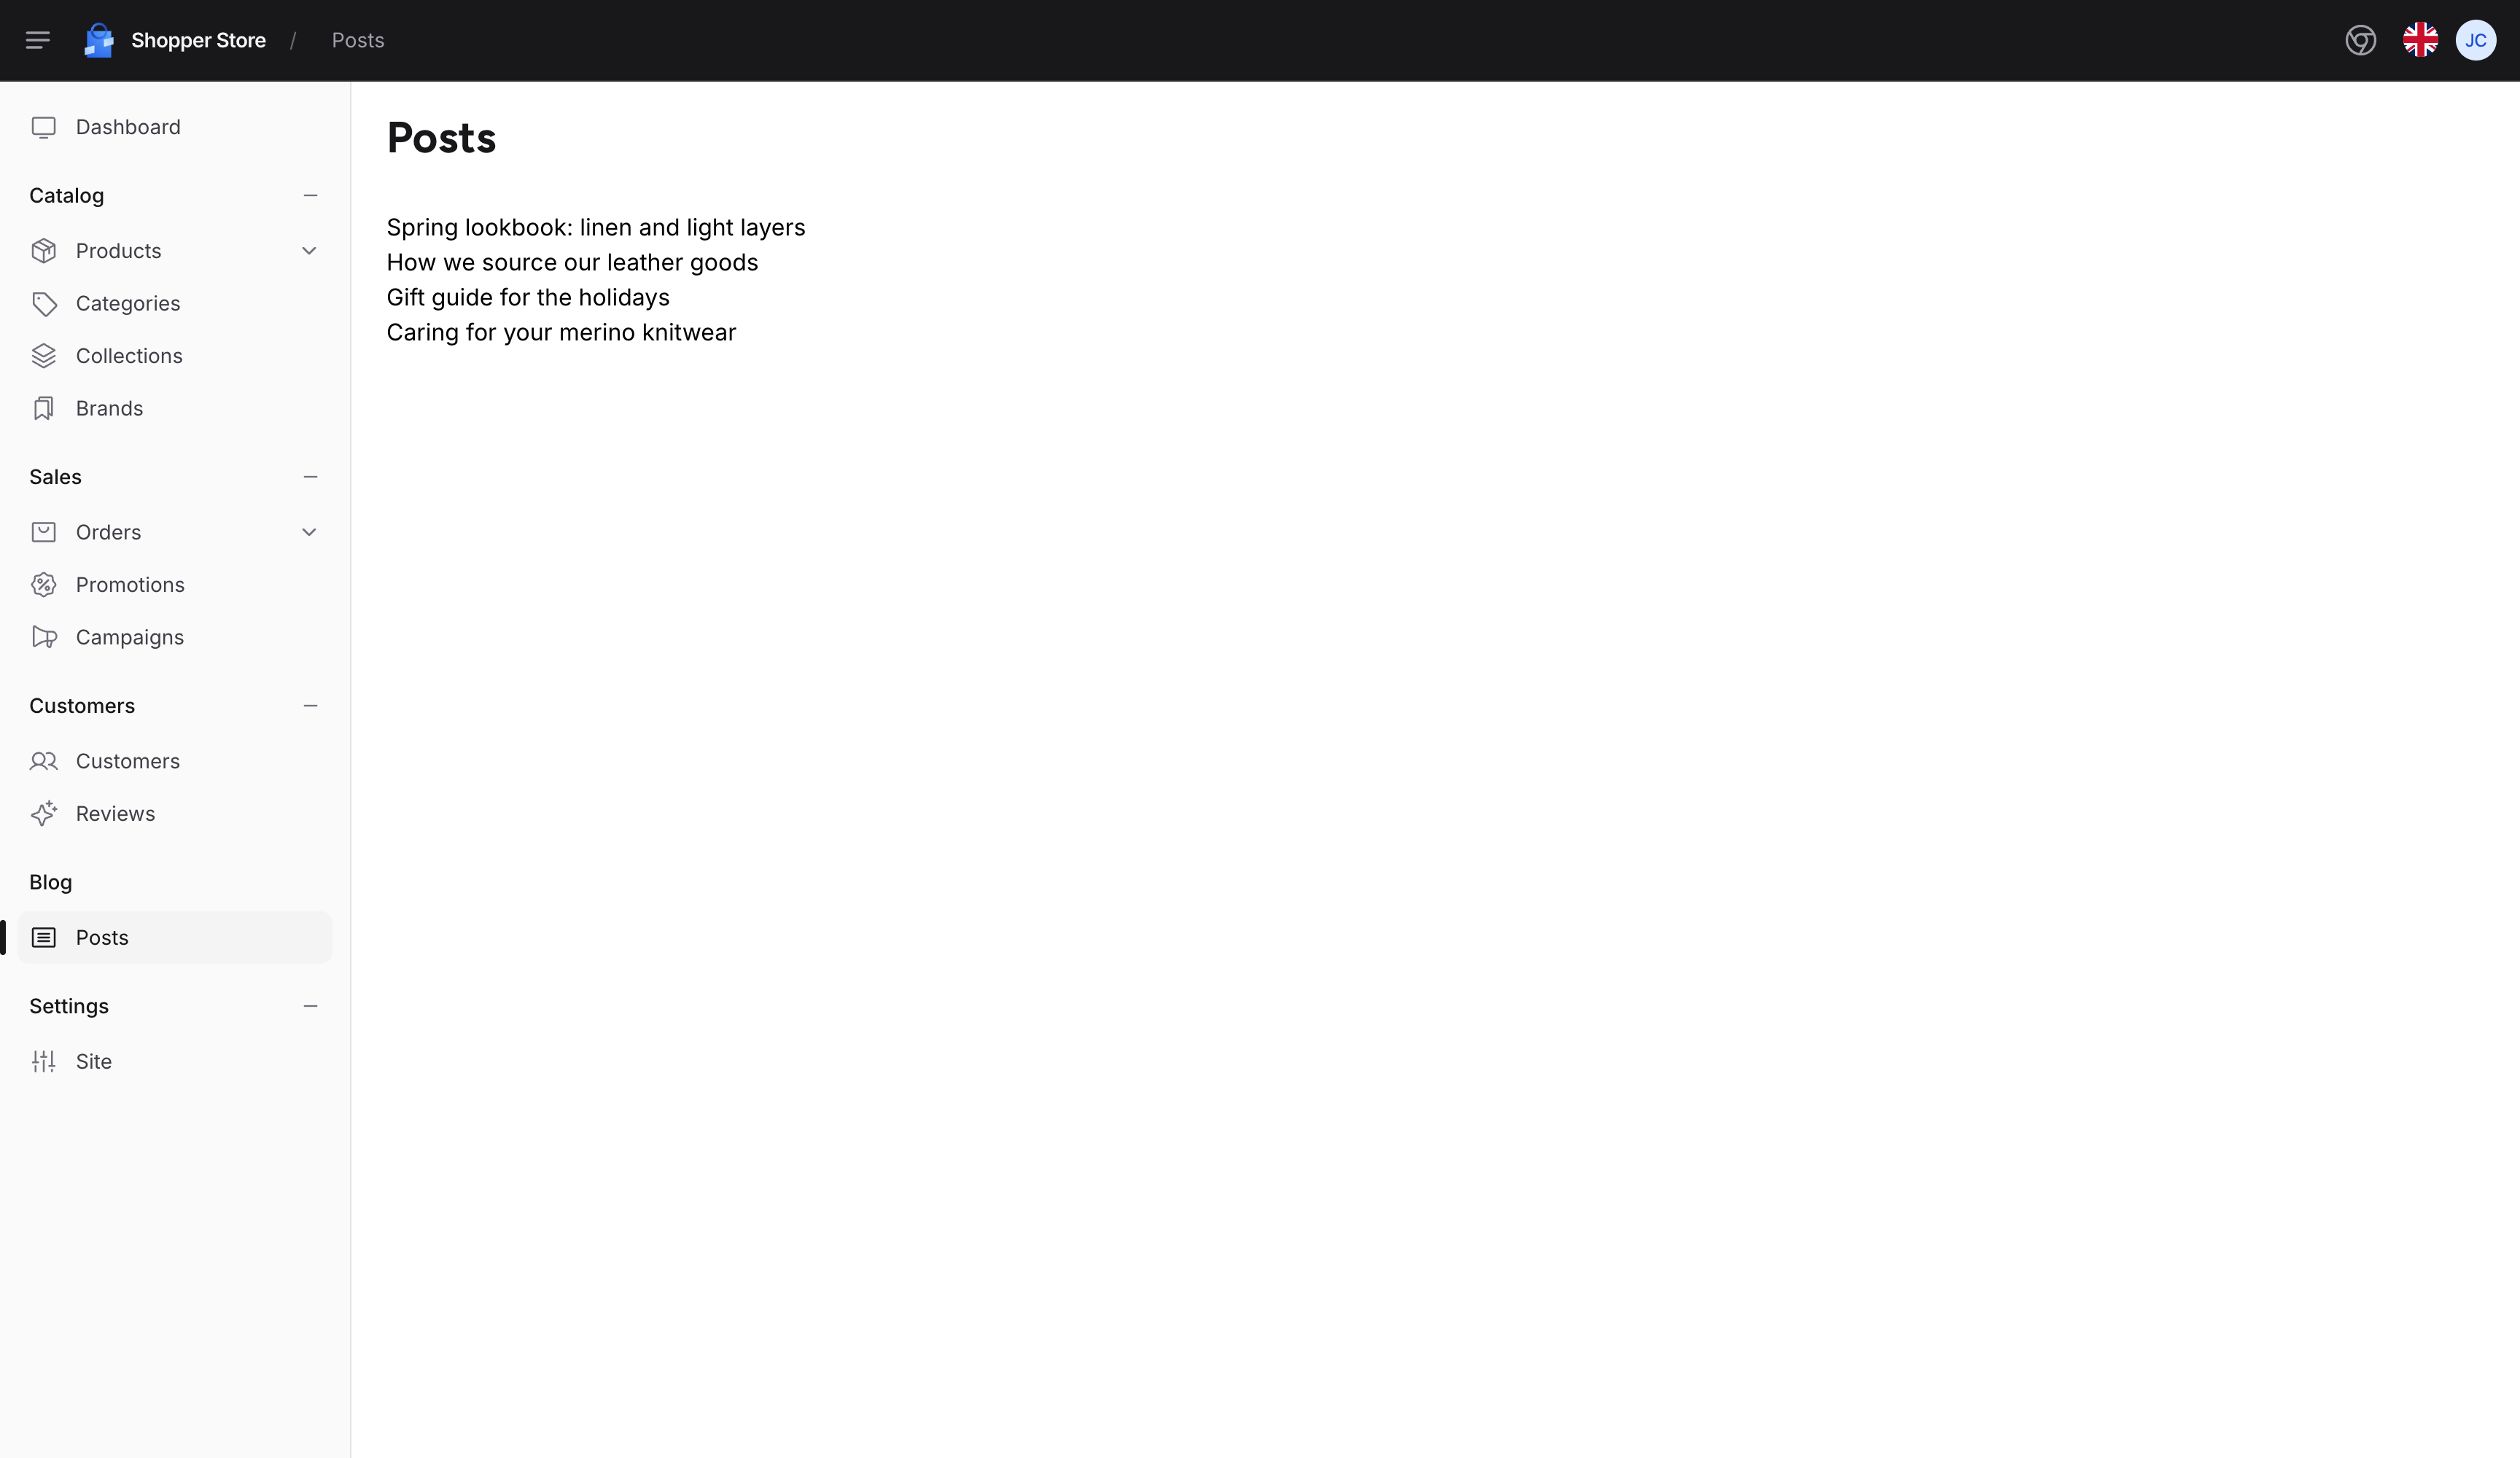 Shopper Store / Posts
JC
Dashboard
Catalog
Products
Categories
Collections
Brands
Sales
Orders
Promotions
Campaigns
Customers
Customers
Reviews
Blog
Posts
Settings
Site
Posts
Spring lookbook: linen and light layers
How we source our leather goods
Gift guide for the holidays
Caring for your merino knitwear